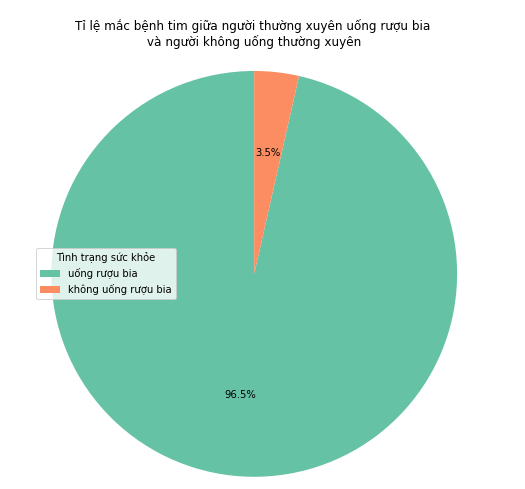 Tỉ lệ mắc bệnh tim giữa người thường xuyên uống rượu bia
và người không uống thường xuyên
3.5%
Tình trạng sức khỏe
uống rượu bia
không uống rượu bia
96.5%